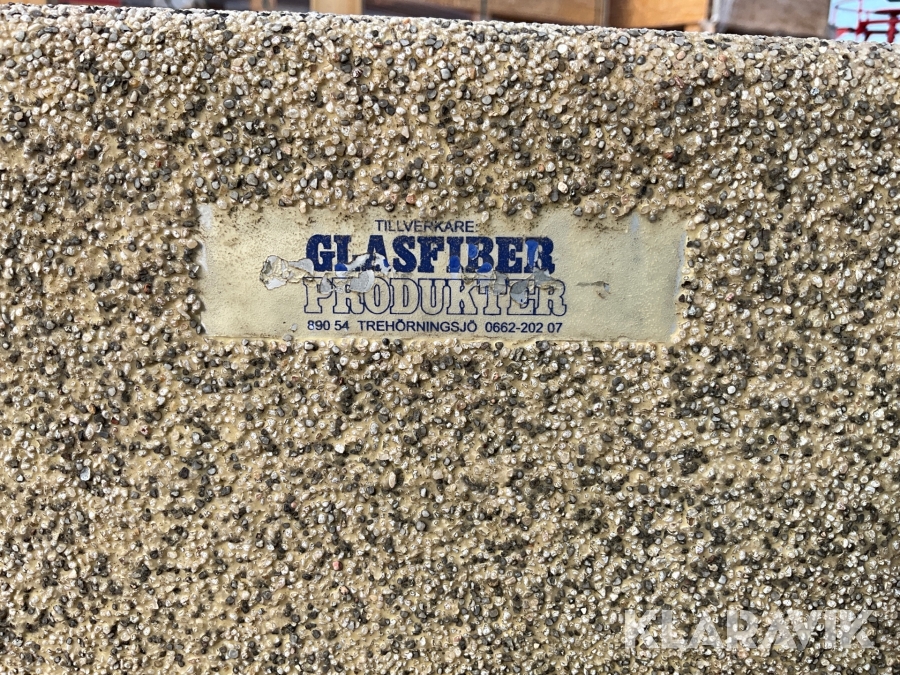 TILLVERKARE:
GLASFIBER
PRODUKTER
890 54 TREHÖRNINGSJÖ 0662-202 07
KLARAVIK